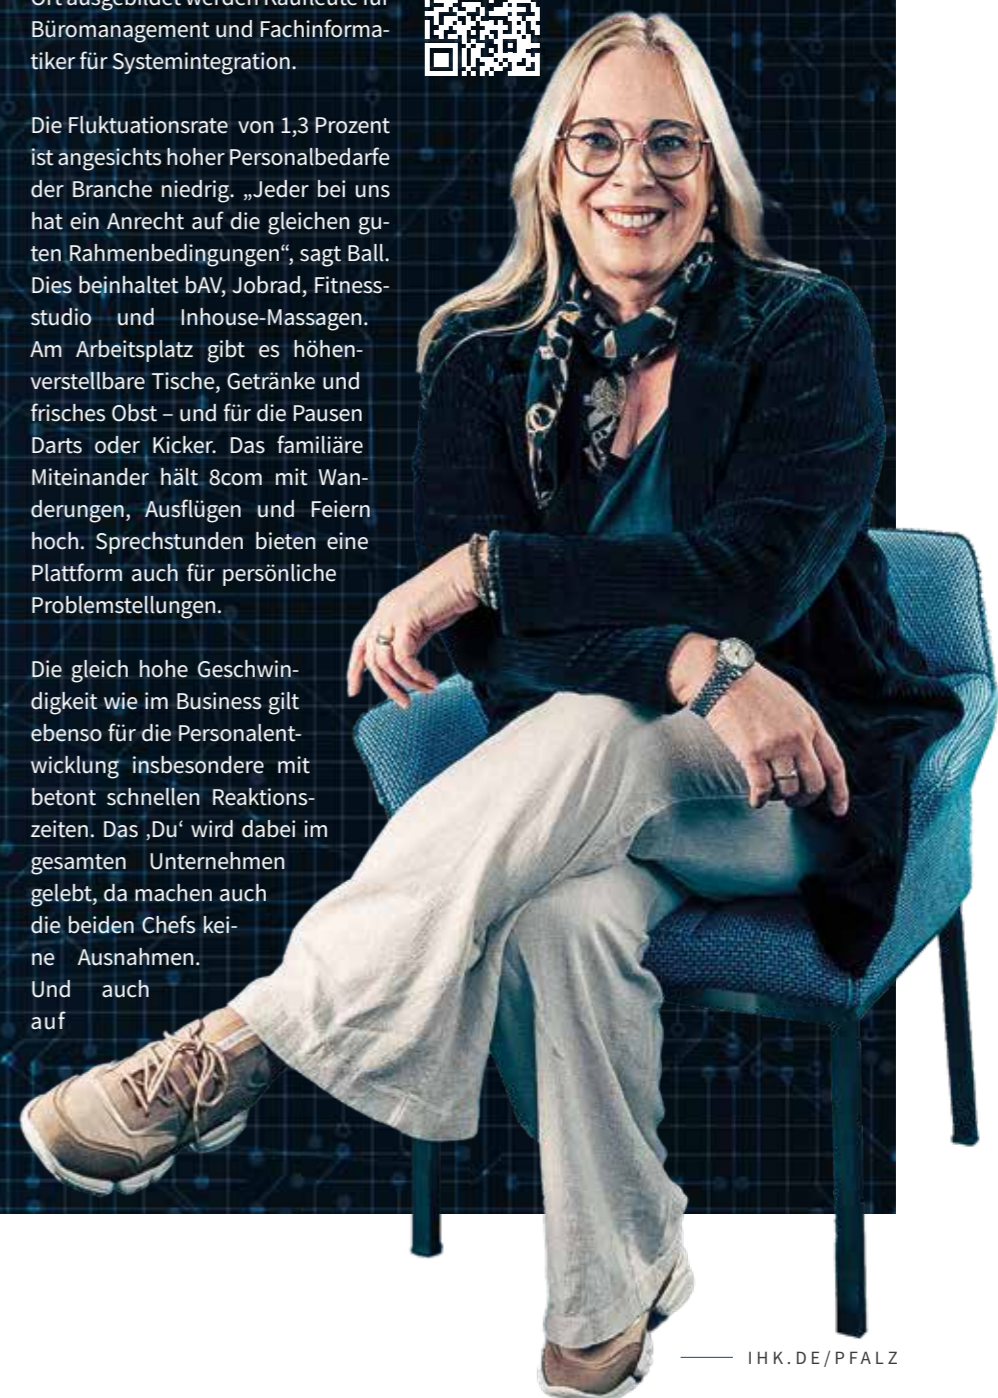 Ort ausgebildet werden Kaufleute für
Büromanagement und Fachinforma-
tiker für Systemintegration.
Die Fluktuationsrate von 1,3 Prozent
ist angesichts hoher Personalbedarfe
der Branche niedrig. „Jeder bei uns
hat ein Anrecht auf die gleichen gu-
ten Rahmenbedingungen“, sagt Ball.
Dies beinhaltet bAV, Jobrad, Fitness-
studio und Inhouse-Massagen.
Am Arbeitsplatz gibt es höhen-
verstellbare Tische, Getränke und
frisches Obst – und für die Pausen
Darts oder Kicker. Das familiäre
Miteinander hält 8com mit Wan-
derungen, Ausflügen und Feiern
hoch. Sprechstunden bieten eine
Plattform auch für persönliche
Problemstellungen.
Die gleich hohe Geschwin-
digkeit wie im Business gilt
ebenso für die Personalent-
wicklung insbesondere mit
betont schnellen Reaktions-
zeiten. Das ‚Du‘ wird dabei im
gesamten Unternehmen
gelebt, da machen auch
die beiden Chefs kei-
ne Ausnahmen.
Und auch
auf
IHK.DE/PFALZ